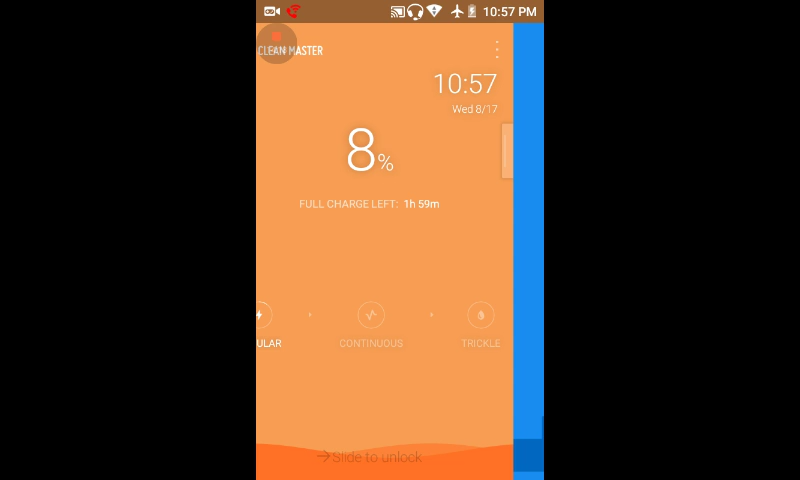 10:57 PM
CLEAN MASTER
10:57
Wed 8/17
8%
FULL CHARGE LEFT: 1h 59m
ULAR
CONTINUOUS
TRICKLE
Slide to unlock